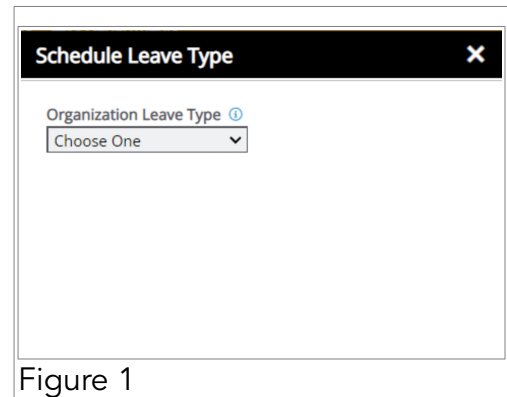 Schedule Leave Type
Organization Leave Type
Choose One
Figure 1